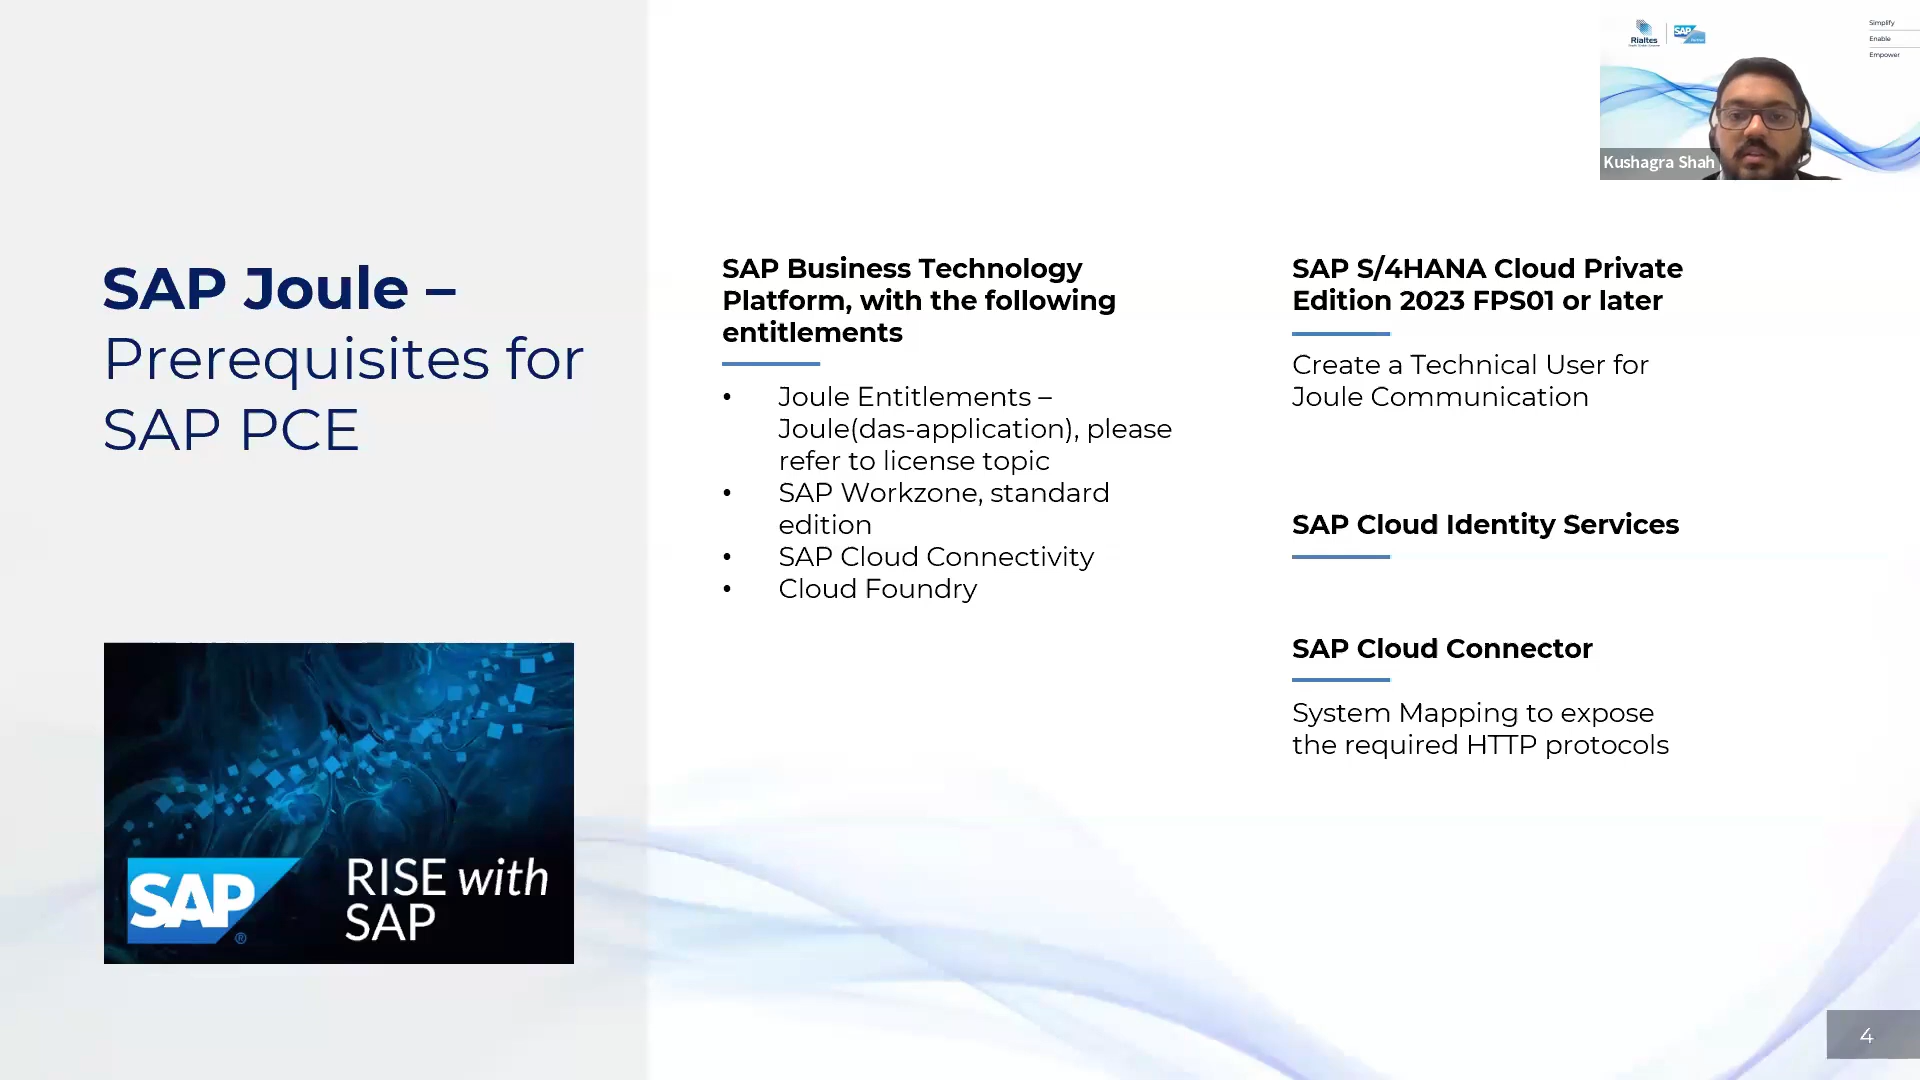 SAP Joule –
Prerequisites for
SAP PCE
SAP
®
RISE with
SAP
SAP Business Technology
Platform, with the following
entitlements
• Joule Entitlements –
Joule(das-application), please
refer to license topic
• SAP Workzone, standard
edition
• SAP Cloud Connectivity
• Cloud Foundry
SAP S/4HANA Cloud Private
Edition 2023 FPS01 or later
Create a Technical User for
Joule Communication
SAP Cloud Identity Services
SAP Cloud Connector
System Mapping to expose
the required HTTP protocols
Rialtes
SAP
Simplify
Enable
Empower
Kushagra Shah
4